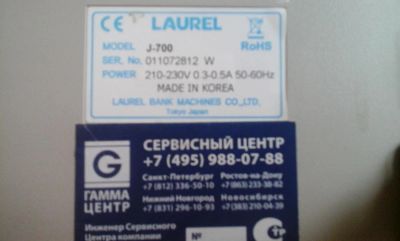 CE LAUREL
MODEL J-700 RoHS
SER. No. 011072812 W
POWER 210-230V 0.3-0.5A 50-60Hz
MADE IN KOREA
LAUREL BANK MACHINES CO.,LTD.
Tokyo Japan
G
ГАММА
ЦЕНТР
СЕРВИСНЫЙ ЦЕНТР
+7 (495) 988-07-88
Санкт-Петербург Ростов-на-Дону
+7 (812) 336-50-10 +7 (863) 233-38-82
Нижний Новгород Новосибирск
+7 (831) 296-10-93 +7 (383) 210-04-39
Инженер Сервисного
Центра компании
№